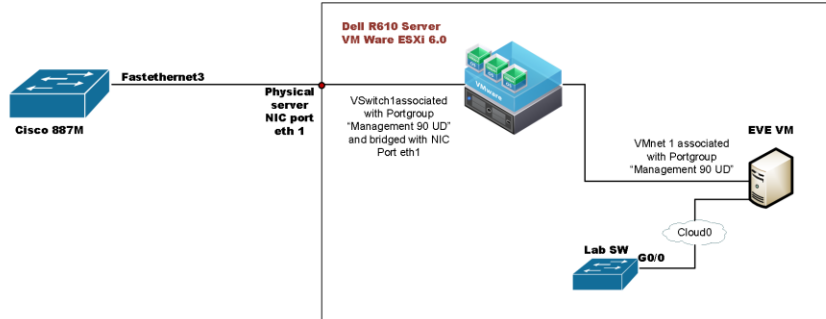 Dell R610 Server
VM Ware ESXi 6.0
Fastethernet3
Cisco 887M
Physical
server
NIC port
eth 1
VSwitch1associated
with Portgroup
“Management 90 UD”
and bridged with NIC
Port eth1
VMware
EVE VM
VMnet 1 associated
with Portgroup
“Management 90 UD”
Cloud0
Lab SW
G0/0